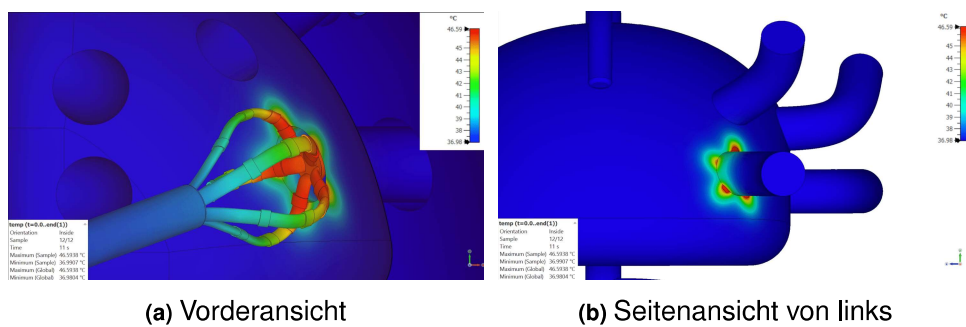 °C
46.59
45
44
43
42
41
40
39
38
36.98
temp (t=0.0..end(1))
Orientation Inside
Sample 12/12
Time 11 s
Maximum (Sample) 46.5938 °C
Minimum (Sample) 36.9907 °C
Maximum (Global) 46.5938 °C
Minimum (Global) 36.9804 °C
(a) Vorderansicht
°C
46.59
45
44
43
42
41
40
39
38
36.98
temp (t=0.0..end(1))
Orientation Inside
Sample 12/12
Time 11 s
Maximum (Sample) 46.5938 °C
Minimum (Sample) 36.9907 °C
Maximum (Global) 46.5938 °C
Minimum (Global) 36.9804 °C
(b) Seitenansicht von links